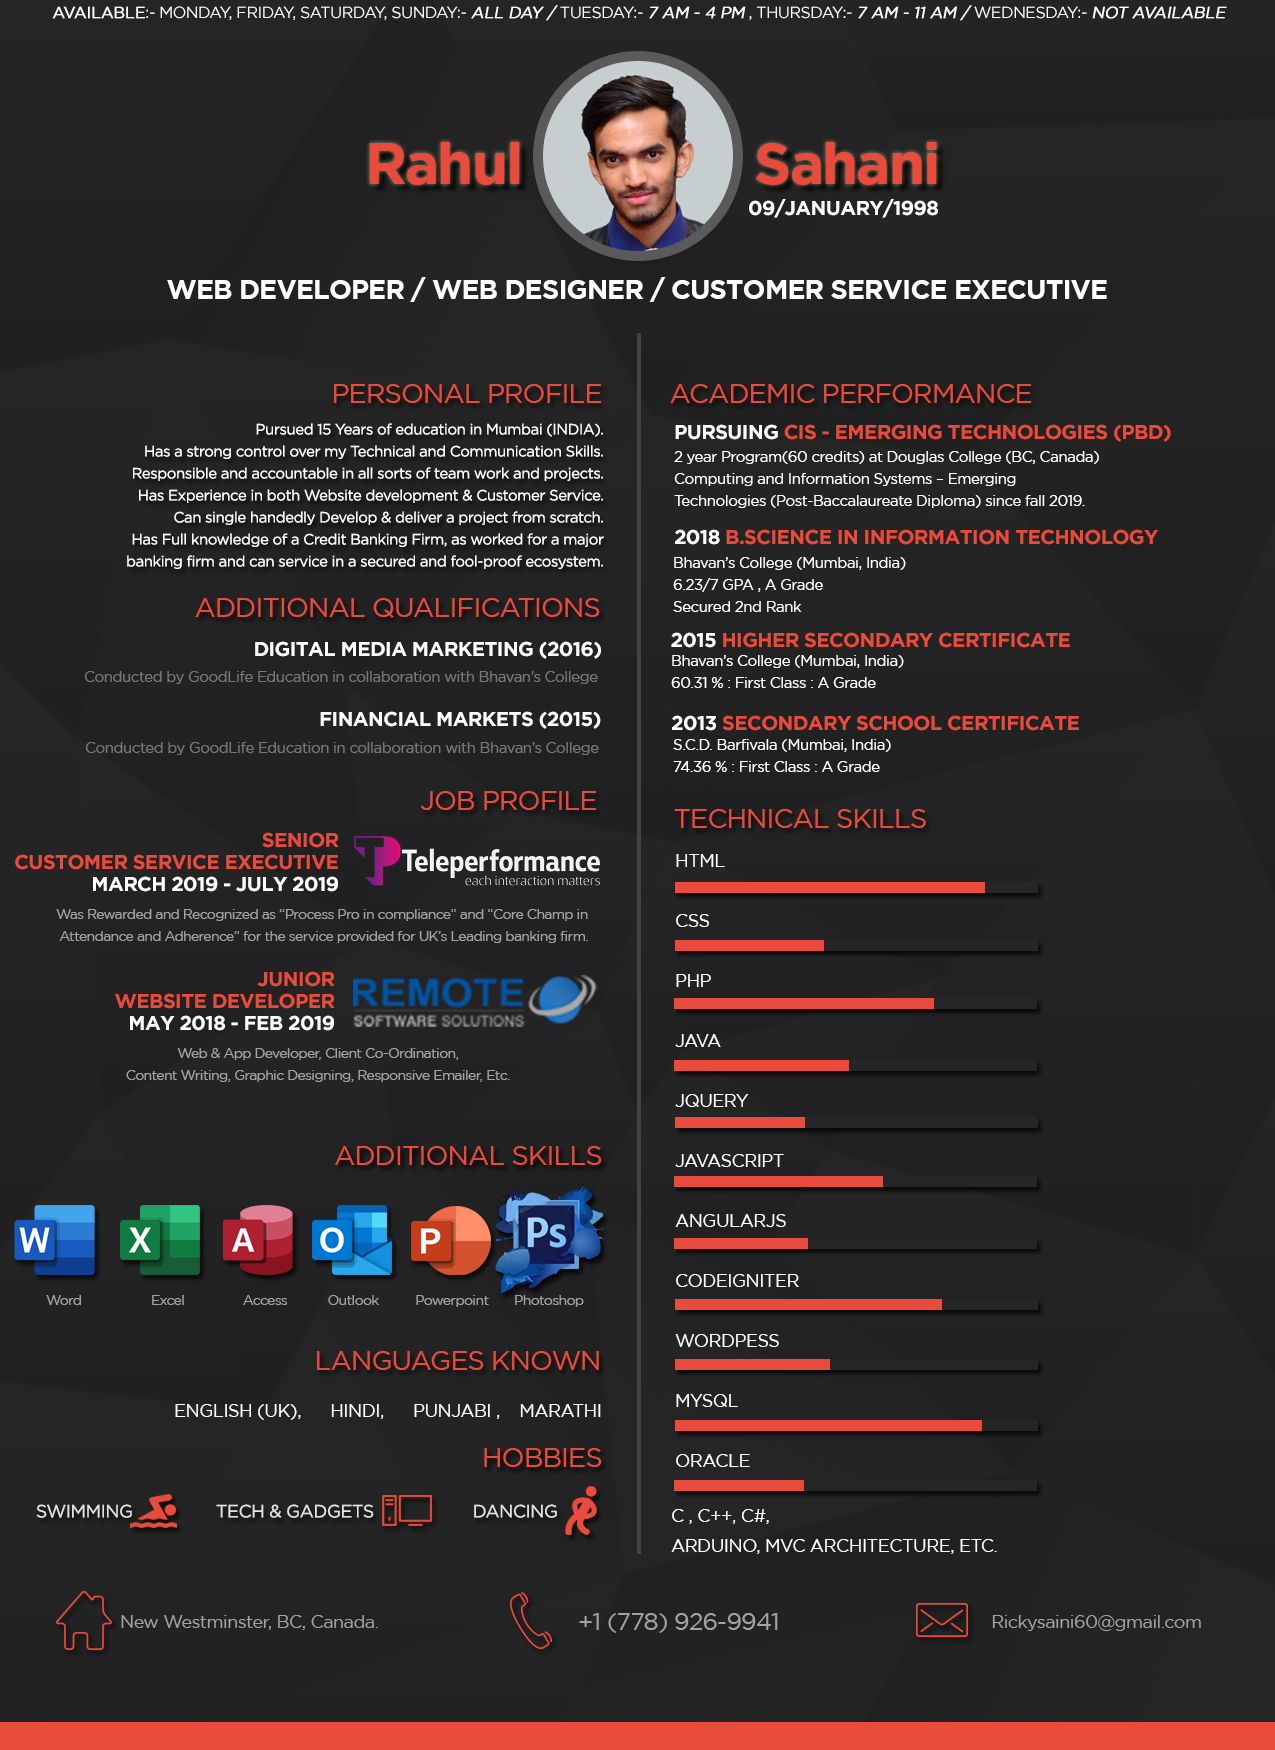 AVAILABLE:- MONDAY, FRIDAY, SATURDAY, SUNDAY:- ALL DAY / TUESDAY:- 7 AM - 4 PM , THURSDAY:- 7 AM - 11 AM / WEDNESDAY:- NOT AVAILABLE
Rahul Sahani
09/JANUARY/1998
WEB DEVELOPER / WEB DESIGNER / CUSTOMER SERVICE EXECUTIVE
PERSONAL PROFILE
Pursued 15 Years of education in Mumbai (INDIA).
Has a strong control over my Technical and Communication Skills.
Responsible and accountable in all sorts of team work and projects.
Has Experience in both Website development & Customer Service.
Can single handedly Develop & deliver a project from scratch.
Has Full knowledge of a Credit Banking Firm, as worked for a major
banking firm and can service in a secured and fool-proof ecosystem.
ADDITIONAL QUALIFICATIONS
DIGITAL MEDIA MARKETING (2016)
Conducted by GoodLife Education in collaboration with Bhavan's College
FINANCIAL MARKETS (2015)
Conducted by GoodLife Education in collaboration with Bhavan's College
JOB PROFILE
SENIOR
CUSTOMER SERVICE EXECUTIVE
MARCH 2019 - JULY 2019
Teleperformance
each interaction matters
Was Rewarded and Recognized as “Process Pro in compliance” and “Core Champ in
Attendance and Adherence” for the service provided for UK's Leading banking firm.
JUNIOR
WEBSITE DEVELOPER
MAY 2018 - FEB 2019
REMOTE
SOFTWARE SOLUTIONS
Web & App Developer, Client Co-Ordination,
Content Writing, Graphic Designing, Responsive Emailer, Etc.
ADDITIONAL SKILLS
W X A O P Ps
Word Excel Access Outlook Powerpoint Photoshop
LANGUAGES KNOWN
ENGLISH (UK), HINDI, PUNJABI , MARATHI
HOBBIES
SWIMMING TECH & GADGETS DANCING
ACADEMIC PERFORMANCE
PURSUING CIS - EMERGING TECHNOLOGIES (PBD)
2 year Program(60 credits) at Douglas College (BC, Canada)
Computing and Information Systems – Emerging
Technologies (Post-Baccalaureate Diploma) since fall 2019.
2018 B.SCIENCE IN INFORMATION TECHNOLOGY
Bhavan's College (Mumbai, India)
6.23/7 GPA , A Grade
Secured 2nd Rank
2015 HIGHER SECONDARY CERTIFICATE
Bhavan's College (Mumbai, India)
60.31 % : First Class : A Grade
2013 SECONDARY SCHOOL CERTIFICATE
S.C.D. Barfivala (Mumbai, India)
74.36 % : First Class : A Grade
TECHNICAL SKILLS
HTML
CSS
PHP
JAVA
JQUERY
JAVASCRIPT
ANGULARJS
CODEIGNITER
WORDPESS
MYSQL
ORACLE
C , C++, C#,
ARDUINO, MVC ARCHITECTURE, ETC.
New Westminster, BC, Canada.
+1 (778) 926-9941
Rickysaini60@gmail.com